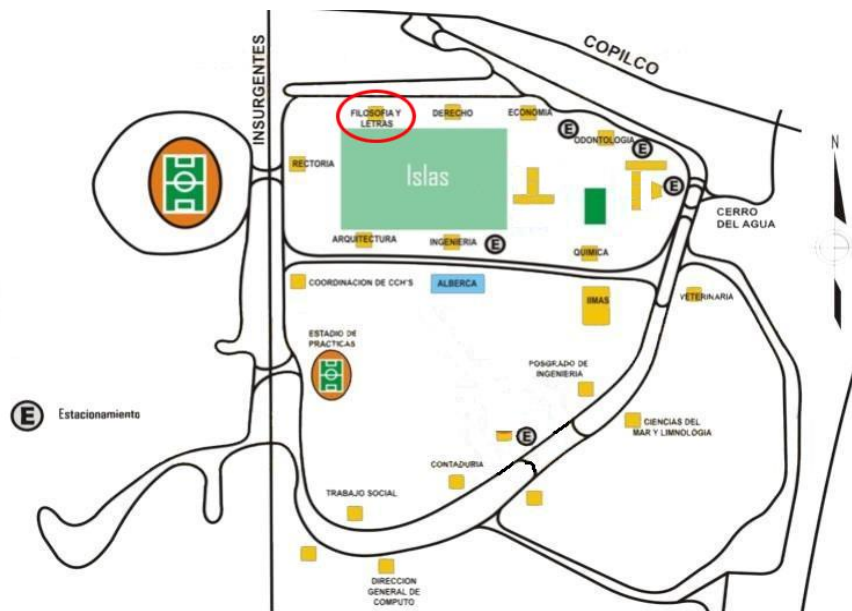 COPILCO
INSURGENTES
FILOSOFIA Y
LETRAS
DERECHO
ECONOMIA
E
ODONTOLOGIA
E
N
RECTORIA
Islas
E
CERRO
DEL AGUA
ARQUITECTURA
INGENIERIA
E
QUIMICA
COORDINACION DE CCH'S
ALBERCA
IIMAS
VETERINARIA
ESTADIO DE
PRACTICAS
POSGRADO DE
INGENIERIA
E
Estacionamiento
CIENCIAS DEL
MAR Y LIMNOLOGIA
E
CONTADURIA
TRABAJO SOCIAL
DIRECCION
GENERAL DE
COMPUTO